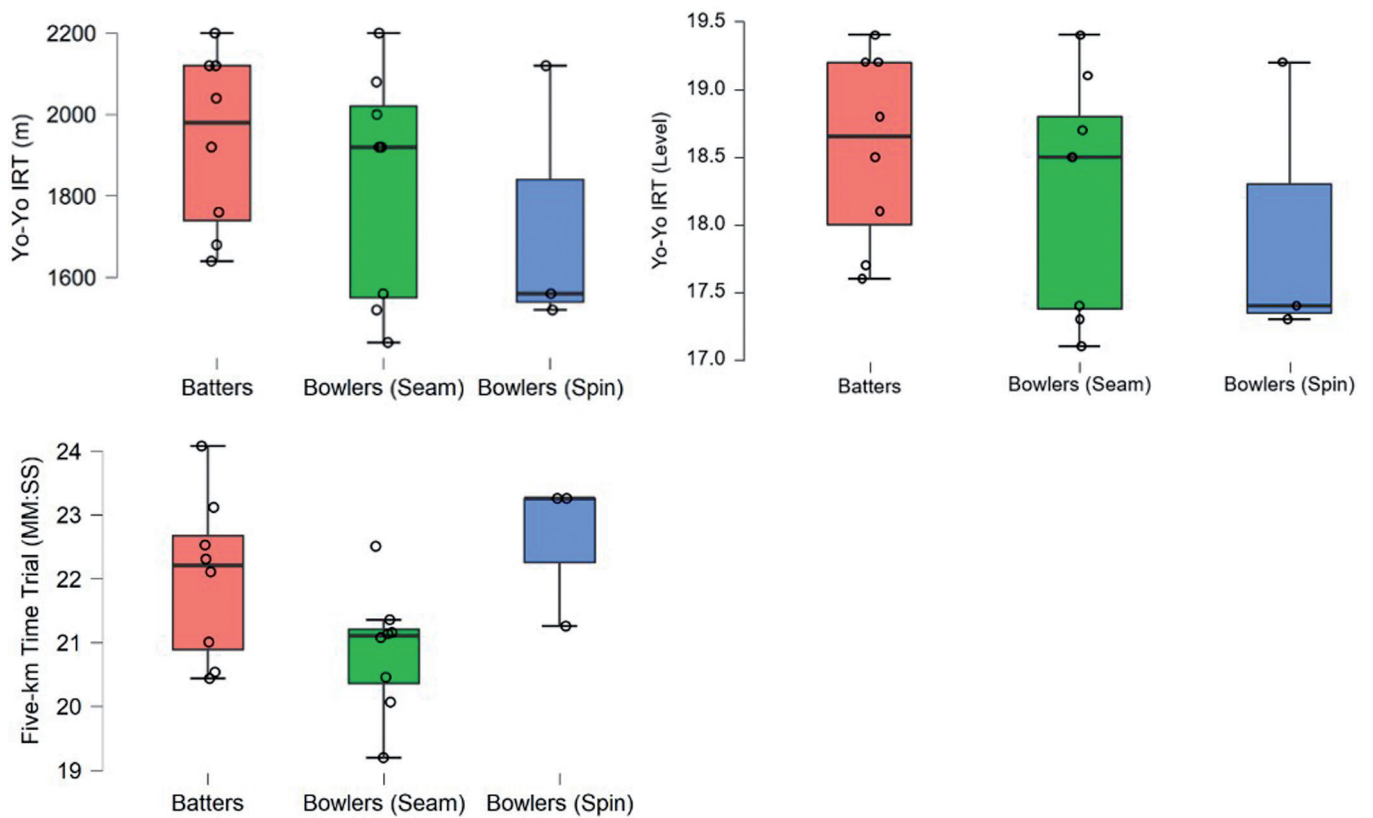 Yo-Yo IRT (m)
2200
2000
1800
1600
Batters
Bowlers (Seam)
Bowlers (Spin)
Yo-Yo IRT (Level)
19.5
19.0
18.5
18.0
17.5
17.0
Batters
Bowlers (Seam)
Bowlers (Spin)
Five-km Time Trial (MM:SS)
24
23
22
21
20
19
Batters
Bowlers (Seam)
Bowlers (Spin)